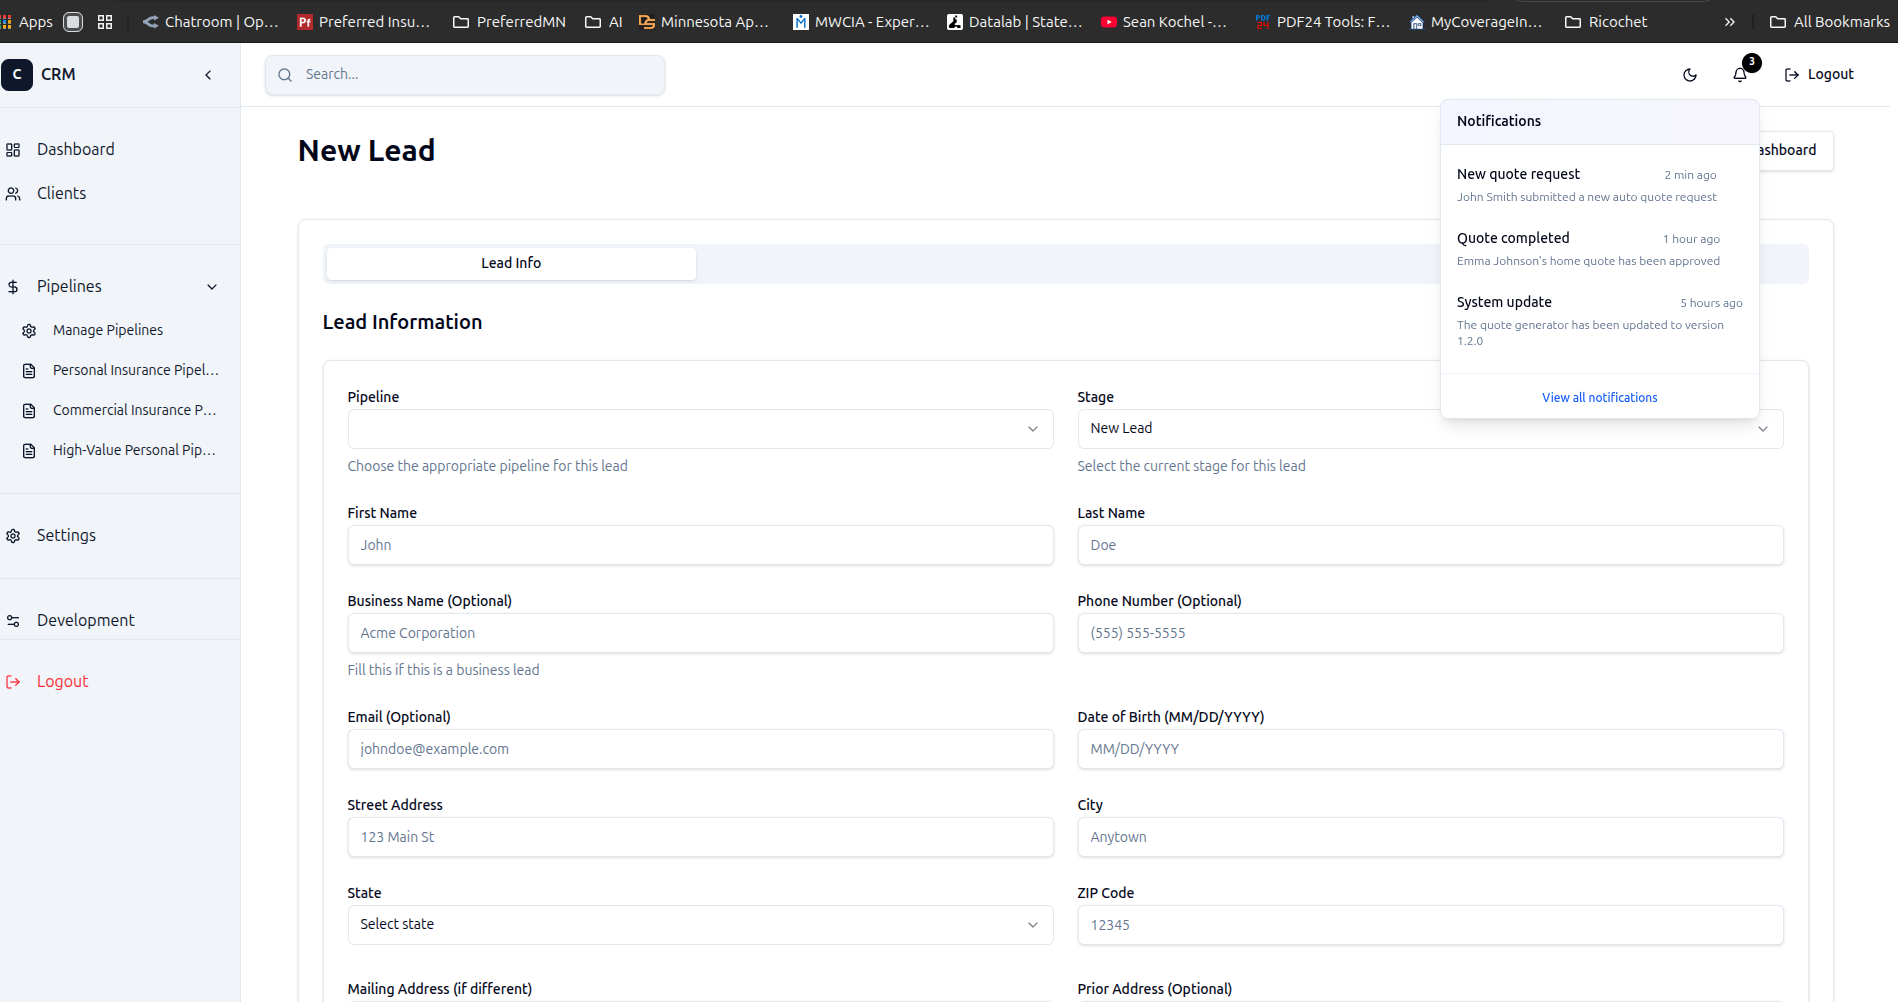 Apps
Chatroom | Op...
Preferred Insu...
PreferredMN
AI
Minnesota Ap...
MWCIA - Exper...
Datalab | State...
Sean Kochel -...
PDF24 Tools: F...
MyCoverageIn...
Ricochet
All Bookmarks
C CRM
Search...
3
Logout
Dashboard
Clients
Pipelines
Manage Pipelines
Personal Insurance Pipel...
Commercial Insurance P...
High-Value Personal Pip...
Settings
Development
Logout
New Lead
ashboard
Notifications
New quote request 2 min ago
John Smith submitted a new auto quote request
Quote completed 1 hour ago
Emma Johnson's home quote has been approved
System update 5 hours ago
The quote generator has been updated to version
1.2.0
View all notifications
Lead Info
Lead Information
Pipeline
Choose the appropriate pipeline for this lead
Stage
New Lead
Select the current stage for this lead
First Name
John
Last Name
Doe
Business Name (Optional)
Acme Corporation
Fill this if this is a business lead
Phone Number (Optional)
(555) 555-5555
Email (Optional)
johndoe@example.com
Date of Birth (MM/DD/YYYY)
MM/DD/YYYY
Street Address
123 Main St
City
Anytown
State
Select state
ZIP Code
12345
Mailing Address (if different)
Prior Address (Optional)